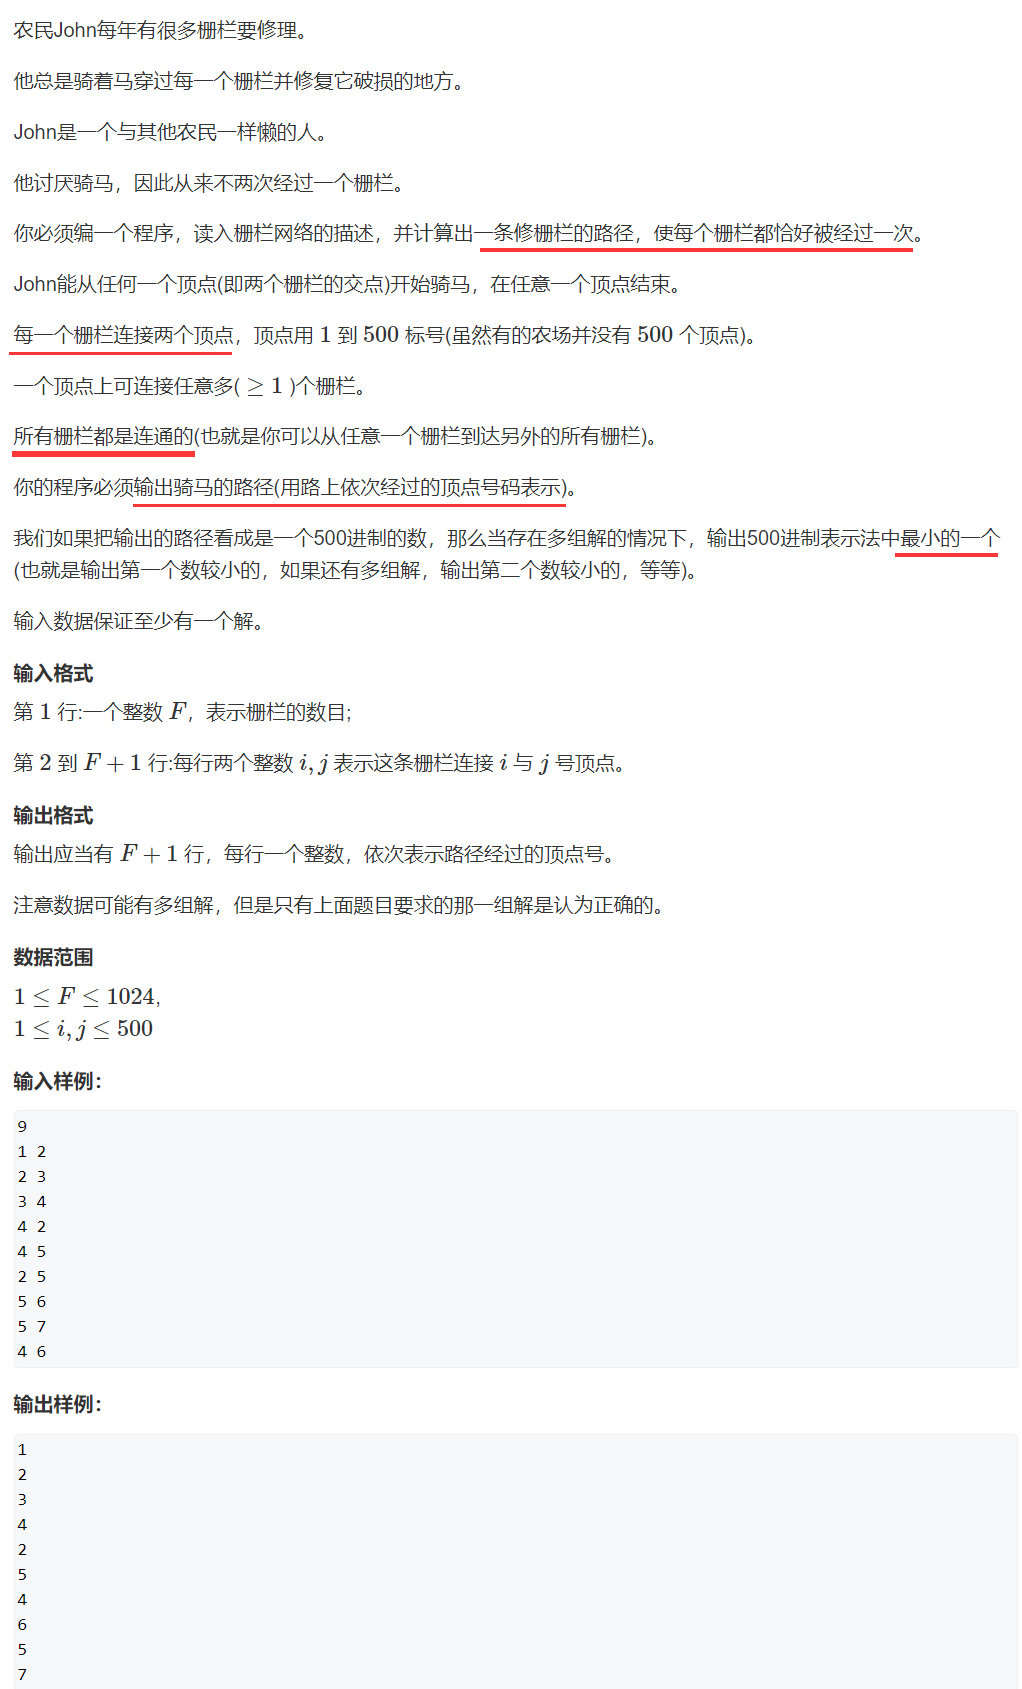 农民John每年有很多栅栏要修理。
他总是骑着马穿过每一个栅栏并修复它破损的地方。
John是一个与其他农民一样懒的人。
他讨厌骑马，因此从来不两次经过一个栅栏。
你必须编一个程序，读入栅栏网络的描述，并计算出一条修栅栏的路径，使每个栅栏都恰好被经过一次。
John能从任何一个顶点(即两个栅栏的交点)开始骑马，在任意一个顶点结束。
每一个栅栏连接两个顶点，顶点用 1 到 500 标号(虽然有的农场并没有 500 个顶点)。
一个顶点上可连接任意多( ≥ 1 )个栅栏。
所有栅栏都是连通的(也就是你可以从任意一个栅栏到达另外的所有栅栏)。
你的程序必须输出骑马的路径(用路上依次经过的顶点号码表示)。
我们如果把输出的路径看成是一个500进制的数，那么当存在多组解的情况下，输出500进制表示法中最小的一个
(也就是输出第一个数较小的，如果还有多组解，输出第二个数较小的，等等)。
输入数据保证至少有一个解。
输入格式
第 1 行:一个整数 F，表示栅栏的数目;
第 2 到 F + 1 行:每行两个整数 i, j 表示这条栅栏连接 i 与 j 号顶点。
输出格式
输出应当有 F + 1 行，每行一个整数，依次表示路径经过的顶点号。
注意数据可能有多组解，但是只有上面题目要求的那一组解是认为正确的。
数据范围
1 ≤ F ≤ 1024,
1 ≤ i, j ≤ 500
输入样例：
9
1 2
2 3
3 4
4 2
4 5
2 5
5 6
5 7
4 6
输出样例：
1
2
3
4
2
5
4
6
5
7